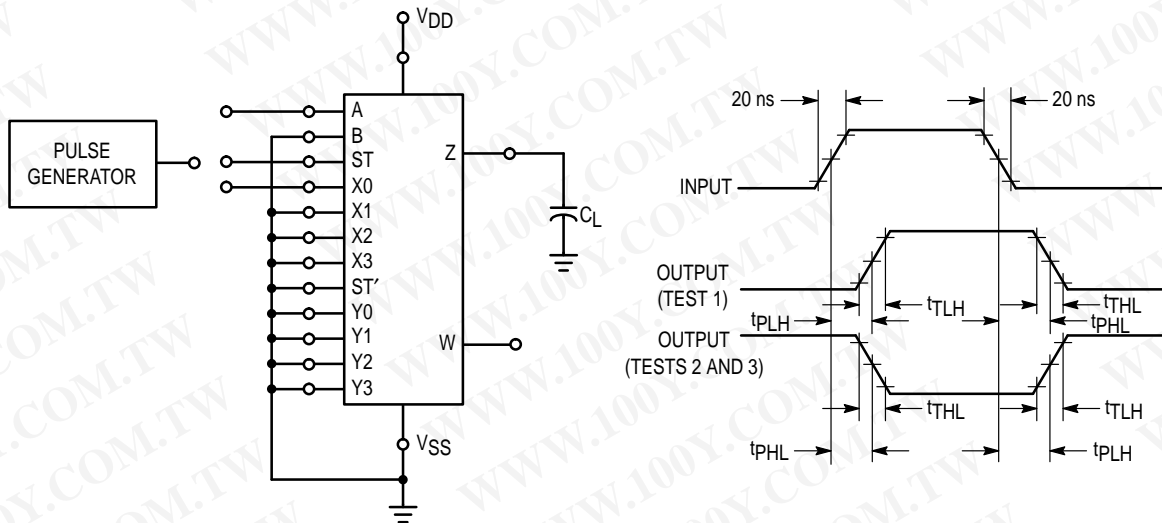 VDD
A
B
ST
X0
X1
X2
X3
ST′
Y0
Y1
Y2
Y3
Z
W
VSS
CL
PULSE
GENERATOR
20 ns
20 ns
INPUT
OUTPUT
(TEST 1)
tTLH
tTHL
tPLH
tPHL
OUTPUT
(TESTS 2 AND 3)
tTHL
tTLH
tPHL
tPLH
WWW.100Y.COM.TW